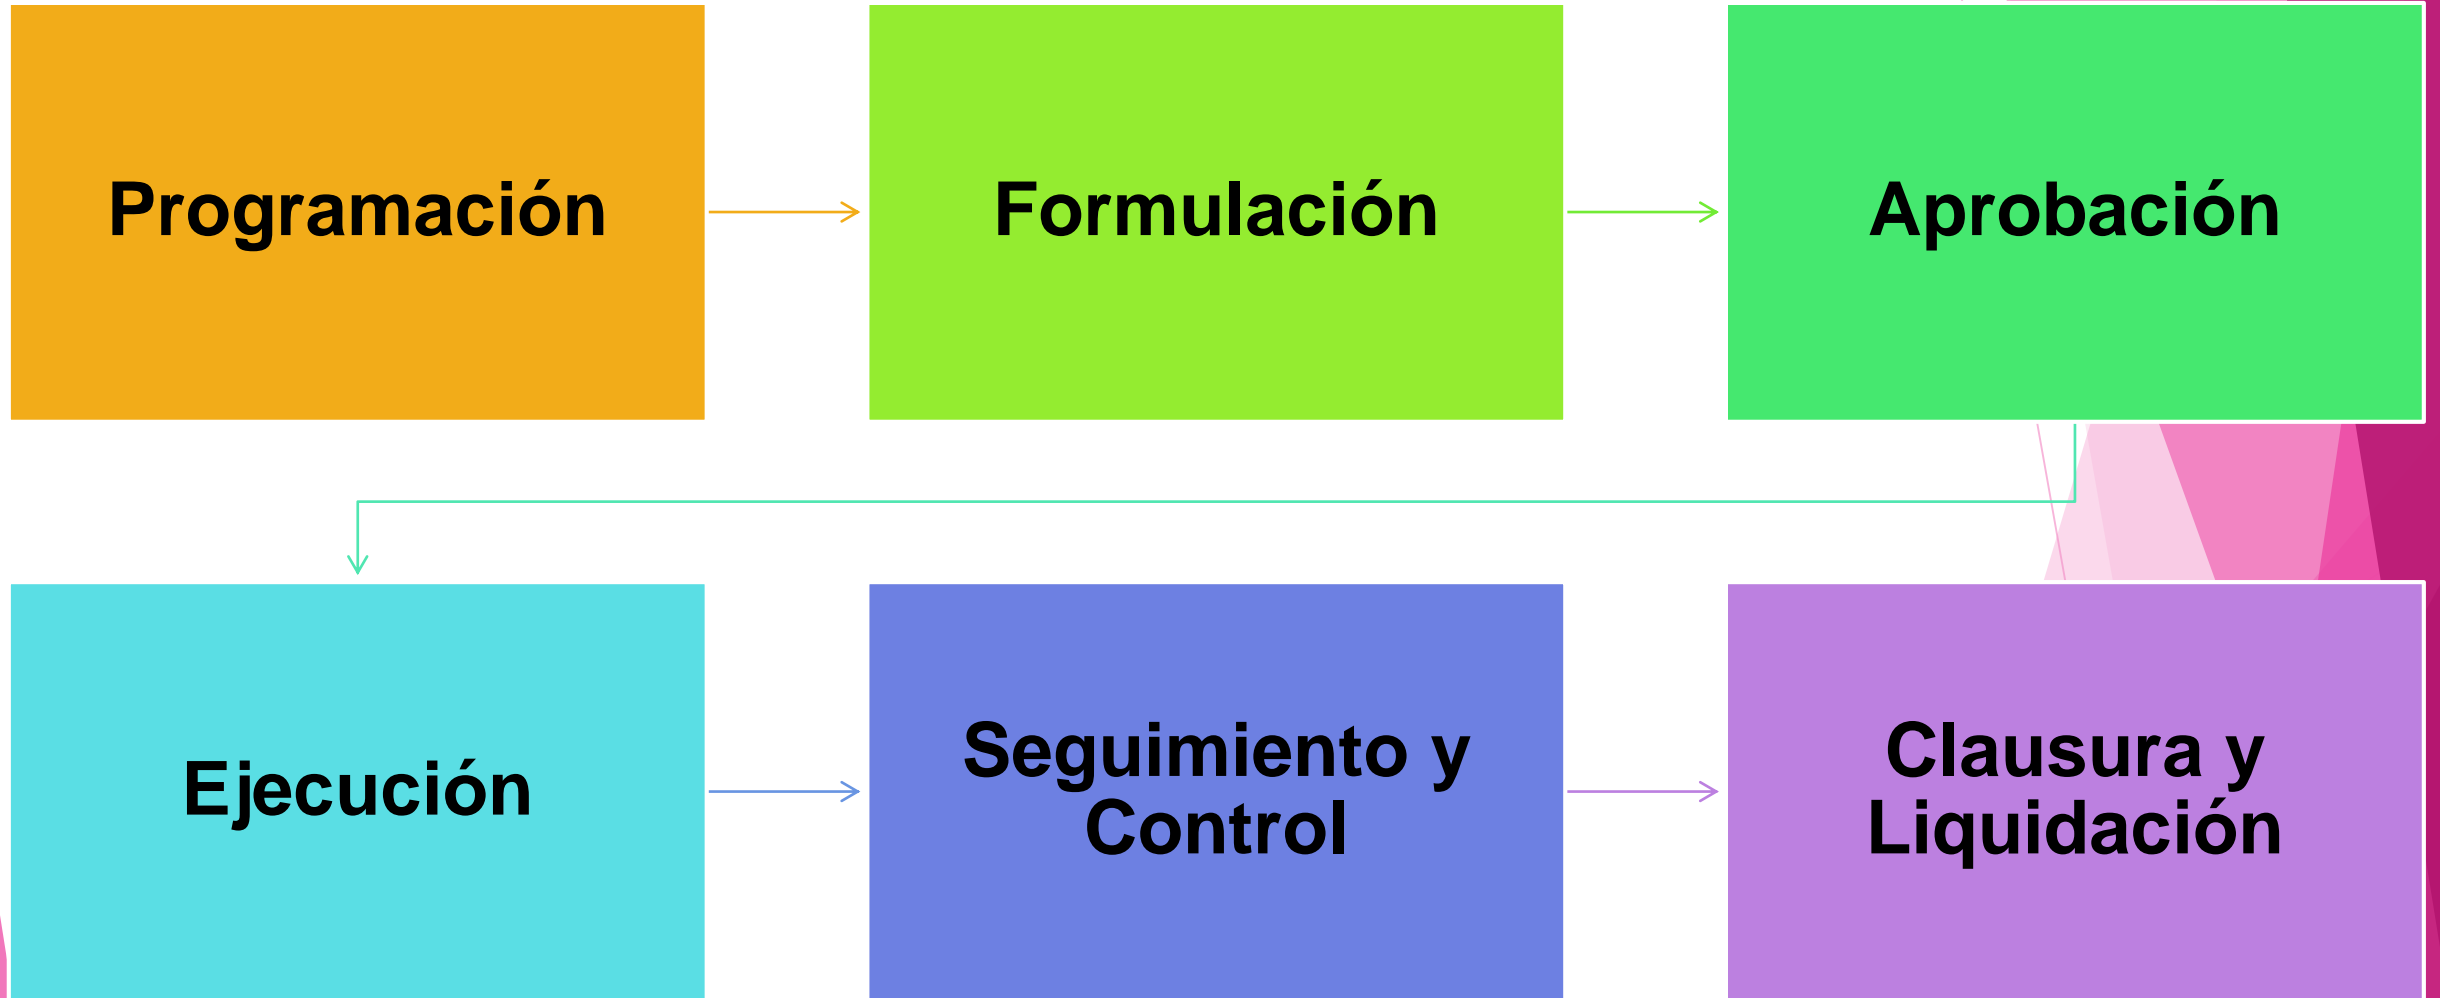 Programación
Formulación
Aprobación
Ejecución
Seguimiento y
Control
Clausura y
Liquidación